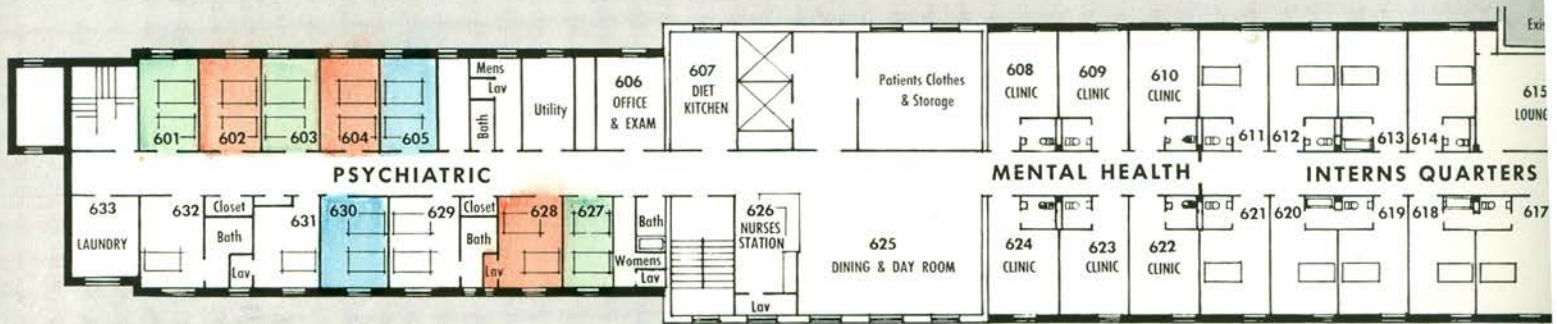 Exis
Mens
Lav
Bath
Utility
606
OFFICE
& EXAM
607
DIET
KITCHEN
Patients Clothes
& Storage
608
CLINIC
609
CLINIC
610
CLINIC
615
LOUNG
601
602
603
604
605
611
612
613
614
PSYCHIATRIC
MENTAL HEALTH
INTERNS QUARTERS
633
LAUNDRY
632
Closet
Bath
Lav
631
630
629
Closet
Bath
Lav
628
627
Bath
Womens
Lav
626
NURSES
STATION
Lav
625
DINING & DAY ROOM
624
CLINIC
623
CLINIC
622
CLINIC
621
620
619
618
617